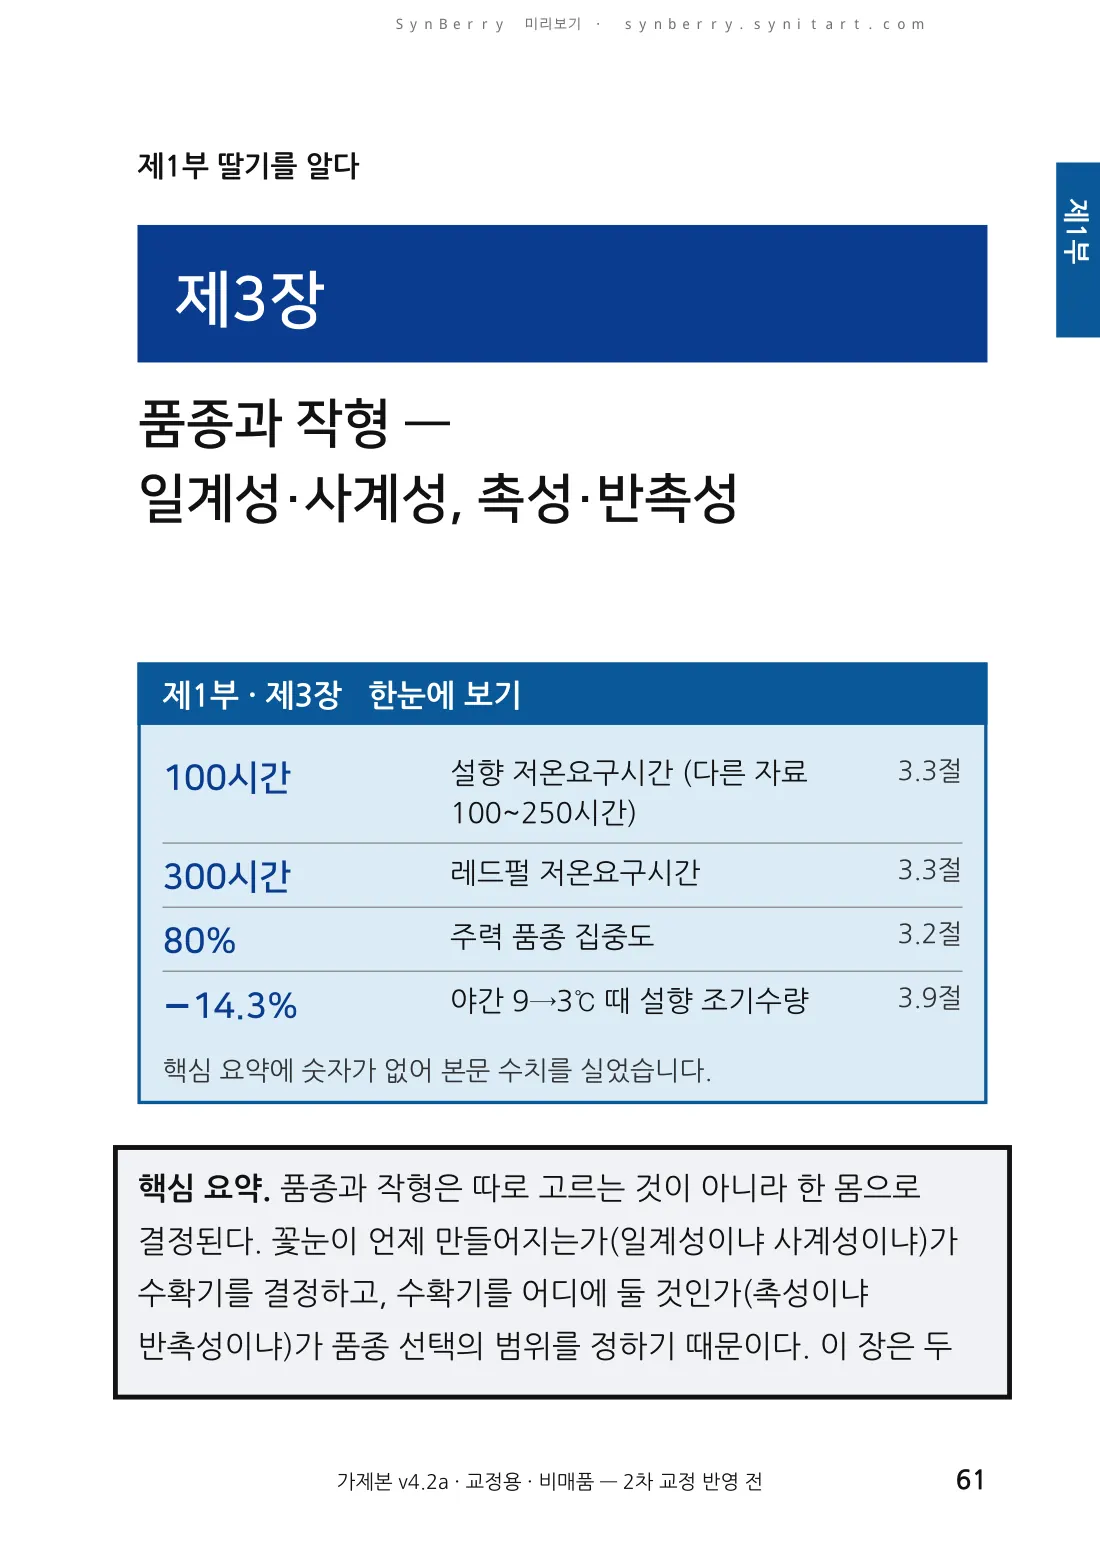 SynBerry 미리보기 · synberry.synitart.com
제1부 딸기를 알다
제1부
제3장
품종과 작형 —
일계성·사계성, 촉성·반촉성
제1부 · 제3장 한눈에 보기
100시간 설향 저온요구시간 (다른 자료 3.3절
100~250시간)
300시간 레드펄 저온요구시간 3.3절
80% 주력 품종 집중도 3.2절
−14.3% 야간 9→3℃ 때 설향 조기수량 3.9절
핵심 요약에 숫자가 없어 본문 수치를 실었습니다.
핵심 요약. 품종과 작형은 따로 고르는 것이 아니라 한 몸으로
결정된다. 꽃눈이 언제 만들어지는가(일계성이냐 사계성이냐)가
수확기를 결정하고, 수확기를 어디에 둘 것인가(촉성이냐
반촉성이냐)가 품종 선택의 범위를 정하기 때문이다. 이 장은 두
가제본 v4.2a · 교정용 · 비매품 — 2차 교정 반영 전
61